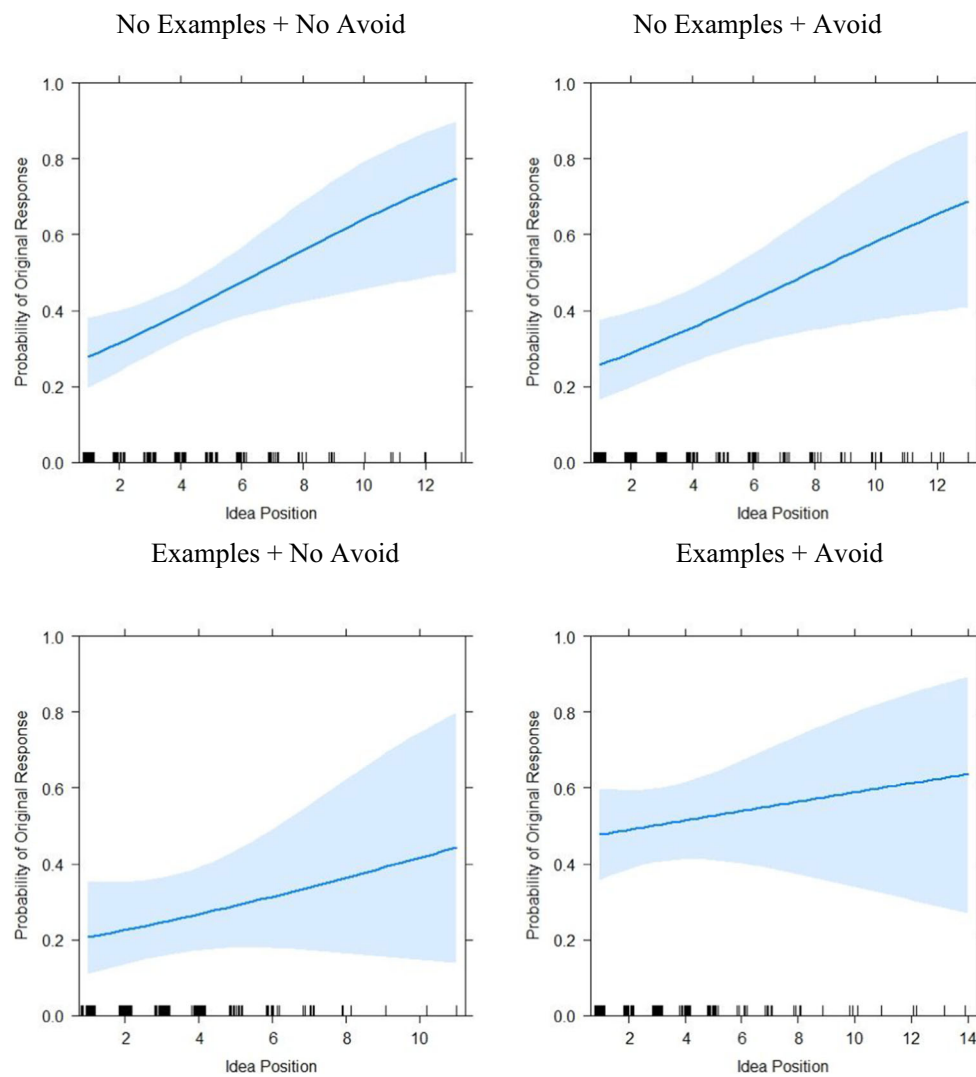 No Examples + No Avoid
No Examples + Avoid
1.0
0.8
0.6
0.4
0.2
0.0
Probability of Original Response
2 4 6 8 10 12
Idea Position
1.0
0.8
0.6
0.4
0.2
0.0
Probability of Original Response
2 4 6 8 10 12
Idea Position
Examples + No Avoid
Examples + Avoid
1.0
0.8
0.6
0.4
0.2
0.0
Probability of Original Response
2 4 6 8 10
Idea Position
1.0
0.8
0.6
0.4
0.2
0.0
Probability of Original Response
2 4 6 8 10 12 14
Idea Position